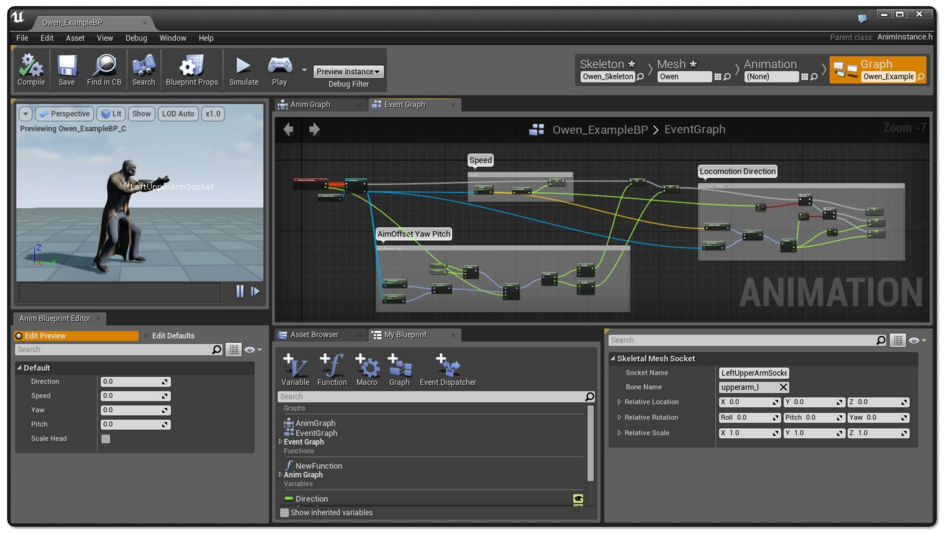 Owen_ExampleBP
File Edit Asset View Debug Window Help
Parent class: AnimInstance.h
Compile Save Find in CB Search Blueprint Props Simulate Play
Preview Instance
Debug Filter
Skeleton Mesh Animation Graph
Owen_Skeleton Owen (None) Owen_Example
Perspective Lit Show LOD Auto x1.0
Previewing Owen_ExampleBP_C
LeftUpperArmSocket
Z
Anim Graph Event Graph
Owen_ExampleBP > EventGraph
Zoom -7
Speed
Locomotion Direction
AimOffset Yaw Pitch
ANIMATION
Anim Blueprint Editor
Edit Preview Edit Defaults
Search
Default
Direction 0.0
Speed 0.0
Yaw 0.0
Pitch 0.0
Scale Head
Asset Browser My Blueprint
Variable Function Macro Graph Event Dispatcher
Search
Graphs
AnimGraph
EventGraph
Event Graph
Functions
NewFunction
Anim Graph
Variables
Direction
Show inherited variables
Search
Skeletal Mesh Socket
Socket Name LeftUpperArmSocke
Bone Name upperarm_l
Relative Location X 0.0 Y 0.0 Z 0.0
Relative Rotation Roll 0.0 Pitch 0.0 Yaw 0.0
Relative Scale X 1.0 Y 1.0 Z 1.0